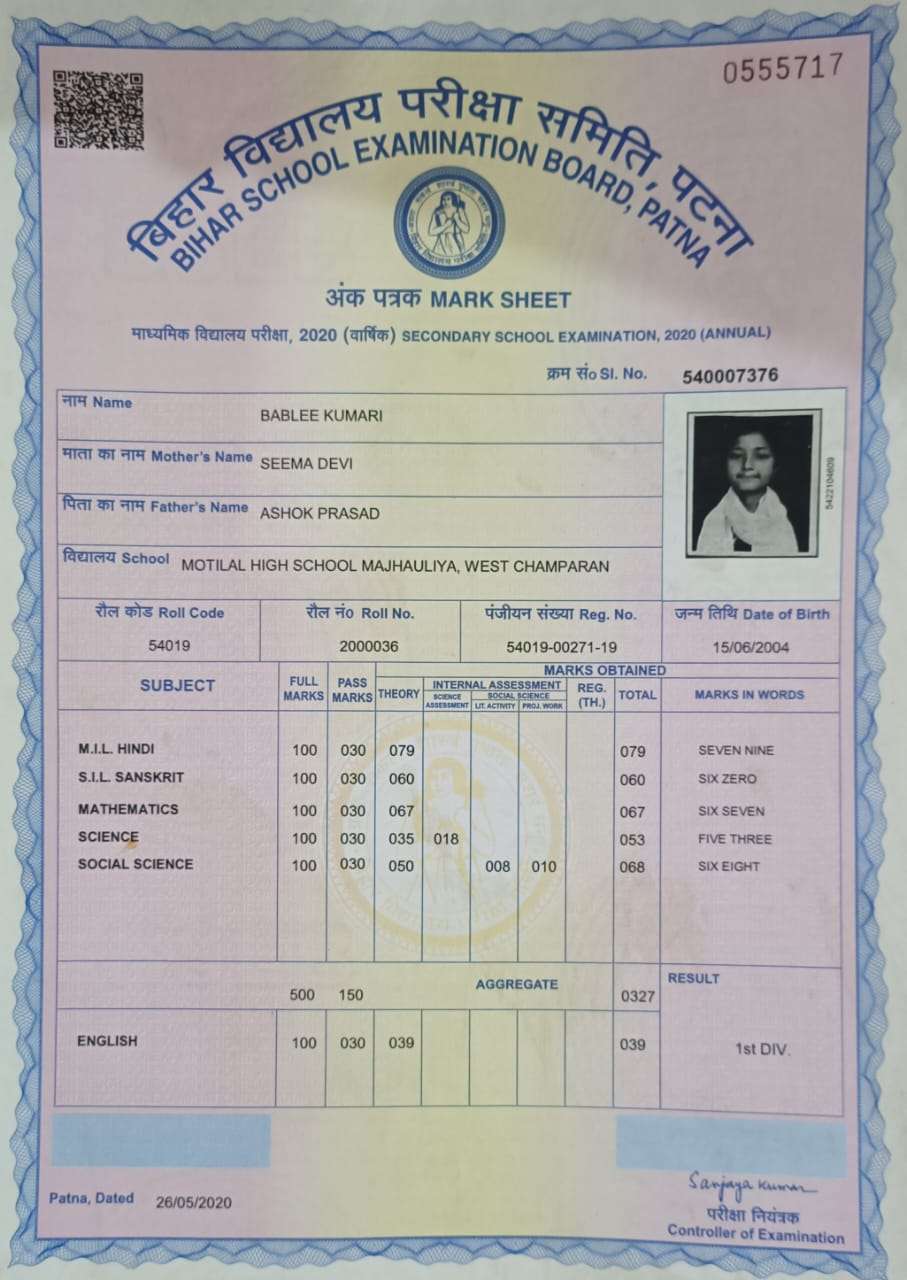 0555717
बिहार विद्यालय परीक्षा समिति, पटना
BIHAR SCHOOL EXAMINATION BOARD, PATNA
अंक पत्रक MARK SHEET
माध्यमिक विद्यालय परीक्षा, 2020 (वार्षिक) SECONDARY SCHOOL EXAMINATION, 2020 (ANNUAL)
क्रम सं० Sl. No. 540007376
नाम Name BABLEE KUMARI
माता का नाम Mother's Name SEEMA DEVI
पिता का नाम Father's Name ASHOK PRASAD
5422104609
विद्यालय School MOTILAL HIGH SCHOOL MAJHAULIYA, WEST CHAMPARAN
रौल कोड Roll Code रौल नं० Roll No. पंजीयन संख्या Reg. No. जन्म तिथि Date of Birth
54019 2000036 54019-00271-19 15/06/2004
SUBJECT FULL MARKS PASS MARKS MARKS OBTAINED
THEORY INTERNAL ASSESSMENT REG. (TH.) TOTAL MARKS IN WORDS
SCIENCE ASSESSMENT SOCIAL SCIENCE
LIT. ACTIVITY PROJ. WORK
M.I.L. HINDI 100 030 079 079 SEVEN NINE
S.I.L. SANSKRIT 100 030 060 060 SIX ZERO
MATHEMATICS 100 030 067 067 SIX SEVEN
SCIENCE 100 030 035 018 053 FIVE THREE
SOCIAL SCIENCE 100 030 050 008 010 068 SIX EIGHT
AGGREGATE RESULT
500 150 0327
ENGLISH 100 030 039 039 1st DIV.
Patna, Dated 26/05/2020
Sanjaya Kumar
परीक्षा नियंत्रक
Controller of Examination